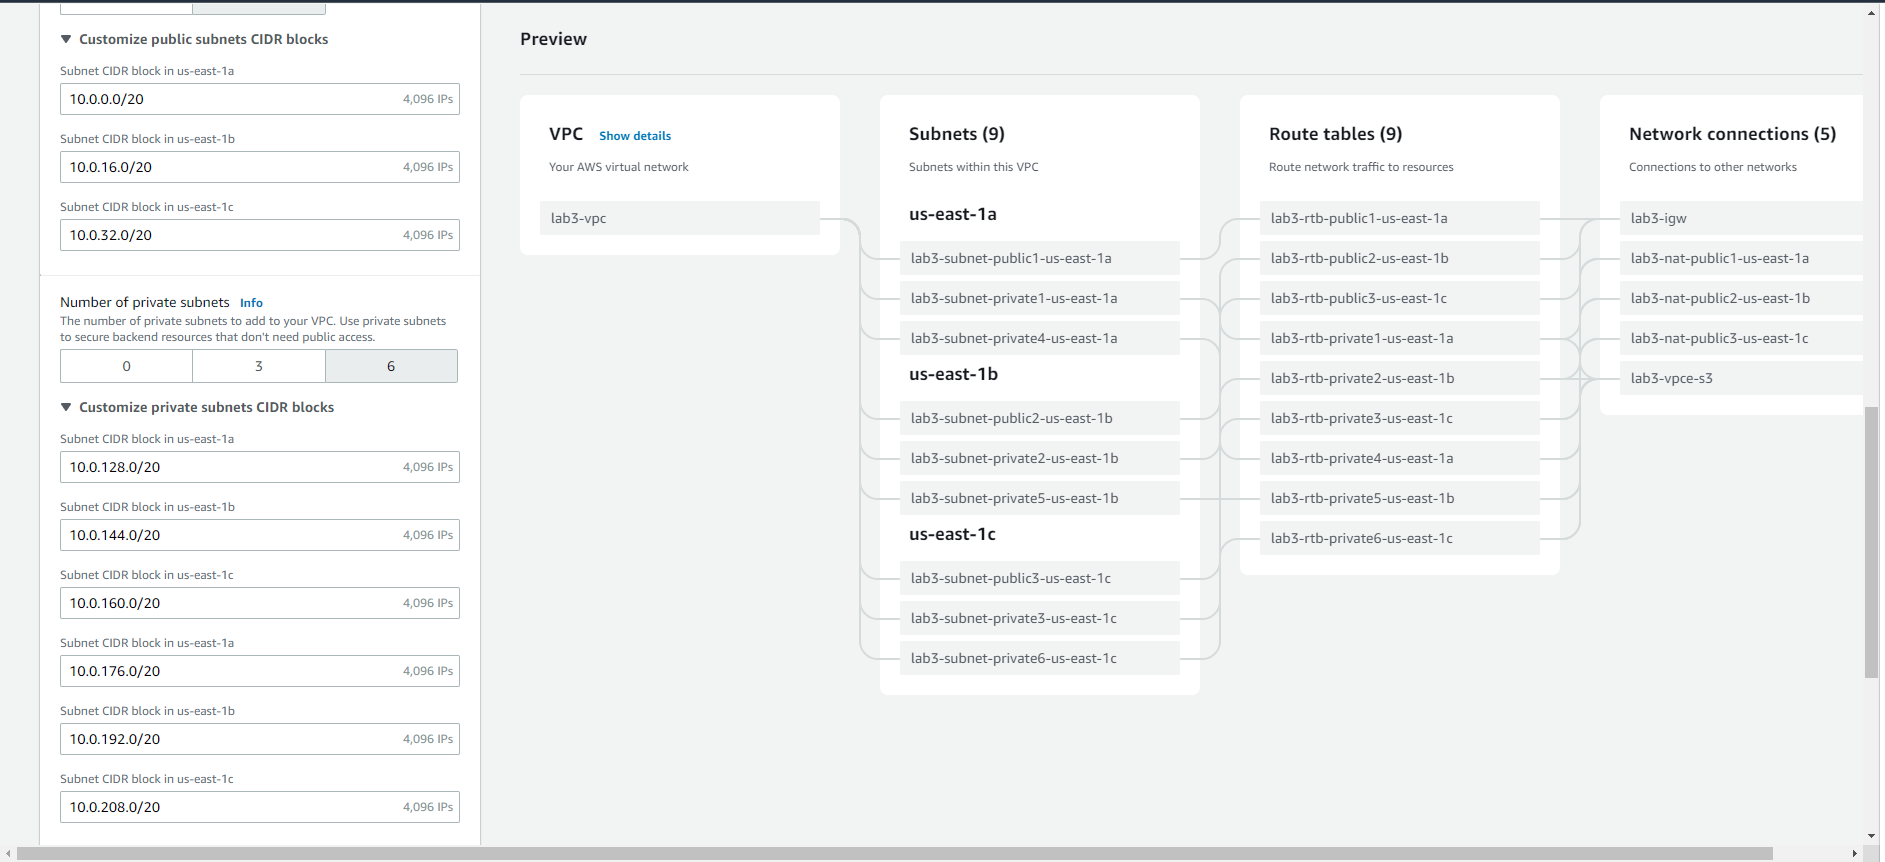 Customize public subnets CIDR blocks
Subnet CIDR block in us-east-1a
10.0.0.0/20 4,096 IPs
Subnet CIDR block in us-east-1b
10.0.16.0/20 4,096 IPs
Subnet CIDR block in us-east-1c
10.0.32.0/20 4,096 IPs
Number of private subnets Info
The number of private subnets to add to your VPC. Use private subnets
to secure backend resources that don't need public access.
0 3 6
Customize private subnets CIDR blocks
Subnet CIDR block in us-east-1a
10.0.128.0/20 4,096 IPs
Subnet CIDR block in us-east-1b
10.0.144.0/20 4,096 IPs
Subnet CIDR block in us-east-1c
10.0.160.0/20 4,096 IPs
Subnet CIDR block in us-east-1a
10.0.176.0/20 4,096 IPs
Subnet CIDR block in us-east-1b
10.0.192.0/20 4,096 IPs
Subnet CIDR block in us-east-1c
10.0.208.0/20 4,096 IPs
Preview
VPC Show details
Your AWS virtual network
lab3-vpc
Subnets (9)
Subnets within this VPC
us-east-1a
lab3-subnet-public1-us-east-1a
lab3-subnet-private1-us-east-1a
lab3-subnet-private4-us-east-1a
us-east-1b
lab3-subnet-public2-us-east-1b
lab3-subnet-private2-us-east-1b
lab3-subnet-private5-us-east-1b
us-east-1c
lab3-subnet-public3-us-east-1c
lab3-subnet-private3-us-east-1c
lab3-subnet-private6-us-east-1c
Route tables (9)
Route network traffic to resources
lab3-rtb-public1-us-east-1a
lab3-rtb-public2-us-east-1b
lab3-rtb-public3-us-east-1c
lab3-rtb-private1-us-east-1a
lab3-rtb-private2-us-east-1b
lab3-rtb-private3-us-east-1c
lab3-rtb-private4-us-east-1a
lab3-rtb-private5-us-east-1b
lab3-rtb-private6-us-east-1c
Network connections (5)
Connections to other networks
lab3-igw
lab3-nat-public1-us-east-1a
lab3-nat-public2-us-east-1b
lab3-nat-public3-us-east-1c
lab3-vpce-s3